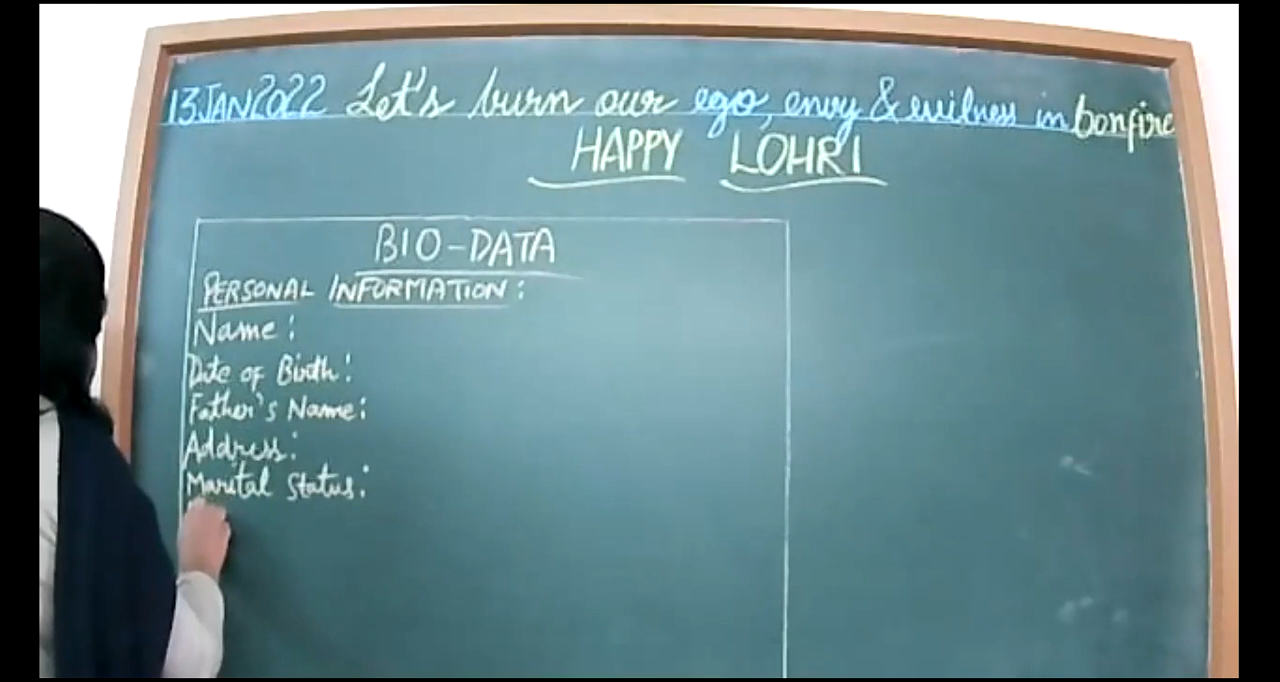 13JAN2022 Let's burn our ego, envy & evilness in bonfire
HAPPY LOHRI
BIO-DATA
PERSONAL INFORMATION:
Name:
Date of Birth:
Father's Name:
Address:
Marital Status: